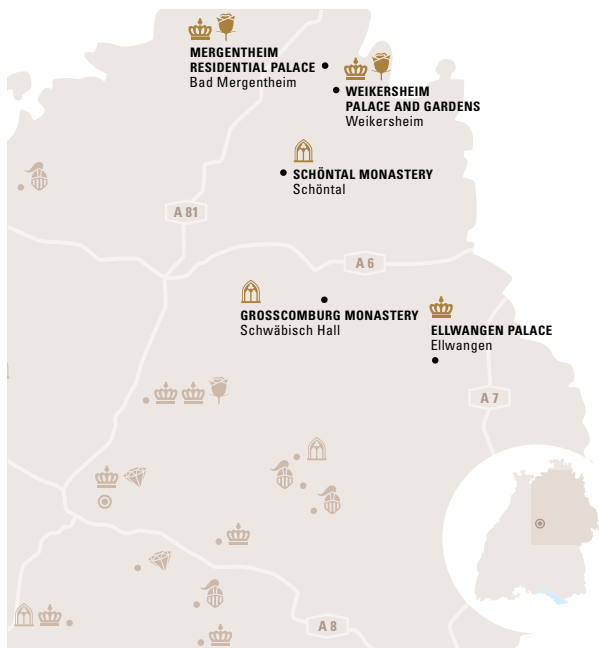 MERGENTHEIM
RESIDENTIAL PALACE
Bad Mergentheim
WEIKERSHEIM
PALACE AND GARDENS
Weikersheim
SCHÖNTAL MONASTERY
Schöntal
A 81
A 6
GROSSCOMBURG MONASTERY
Schwäbisch Hall
ELLWANGEN PALACE
Ellwangen
A 7
A 8